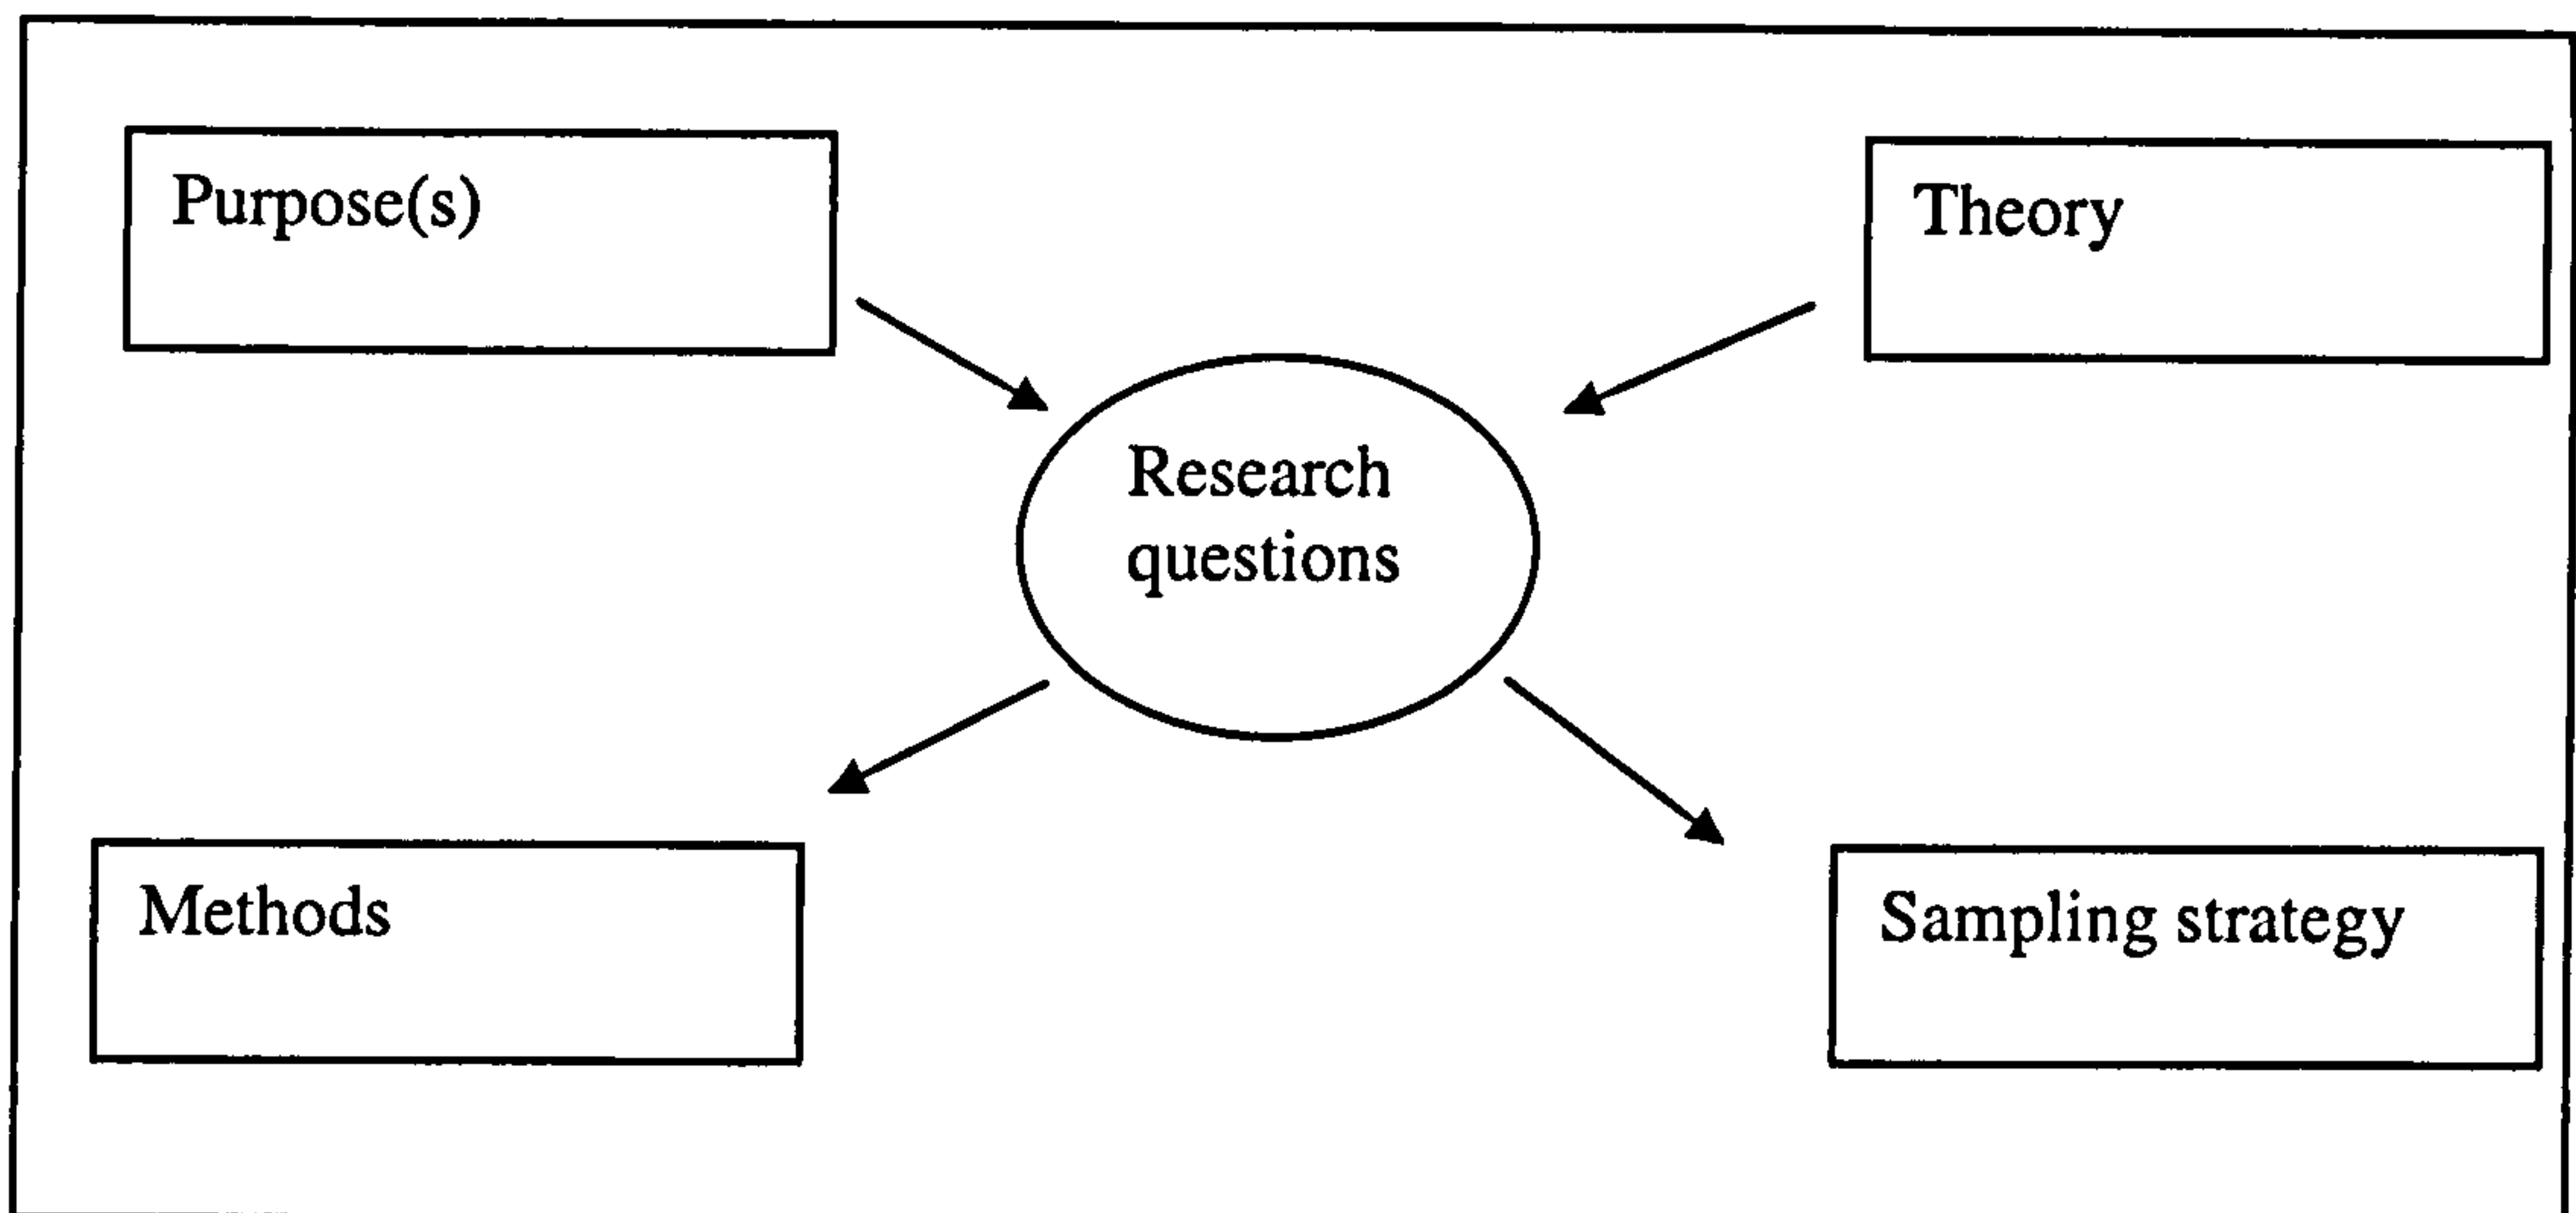 Purpose(s)
Theory
Research
questions
Methods
Sampling strategy